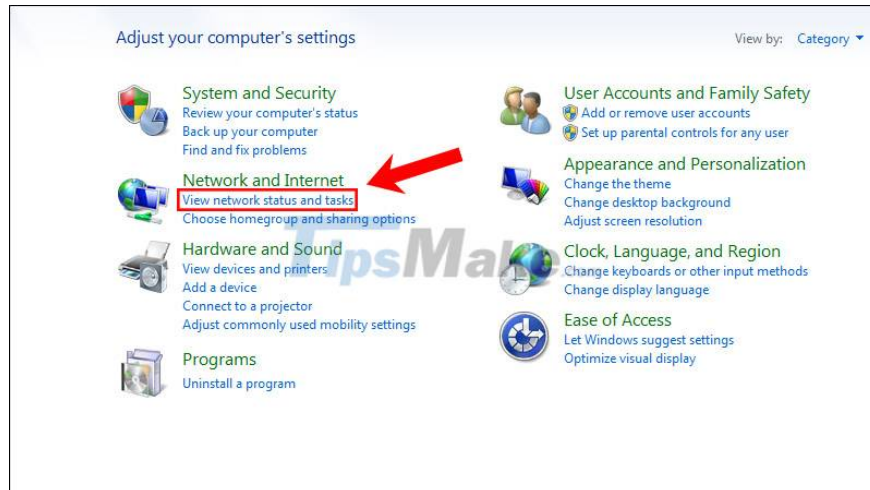 Adjust your computer's settings
View by: Category
System and Security
Review your computer's status
Back up your computer
Find and fix problems
Network and Internet
View network status and tasks
Choose homegroup and sharing options
Hardware and Sound
View devices and printers
Add a device
Connect to a projector
Adjust commonly used mobility settings
Programs
Uninstall a program
User Accounts and Family Safety
Add or remove user accounts
Set up parental controls for any user
Appearance and Personalization
Change the theme
Change desktop background
Adjust screen resolution
Clock, Language, and Region
Change keyboards or other input methods
Change display language
Ease of Access
Let Windows suggest settings
Optimize visual display